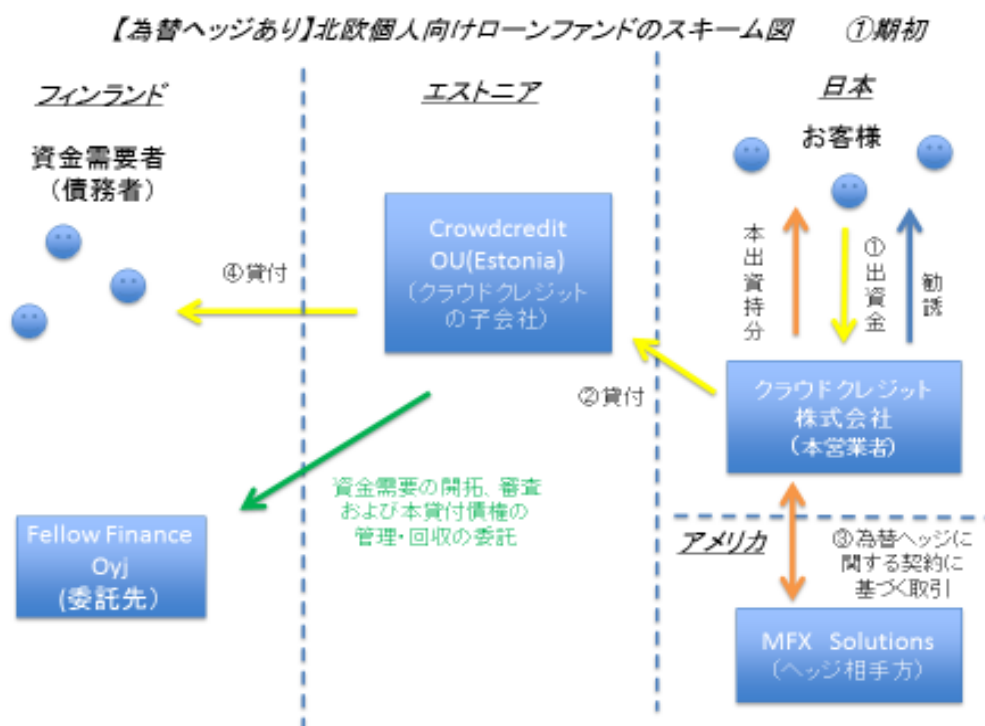 【為替ヘッジあり】北欧個人向けローンファンドのスキーム図 ①期初
フィンランド
資金需要者
（債務者）
④貸付
Fellow Finance
Oyj
(委託先）
エストニア
Crowdcredit
OU(Estonia)
（クラウドクレジット
の子会社）
②貸付
資金需要の開拓、審査
および本貸付債権の
管理・回収の委託
日本
お客様
本出資持分
①出資金
勧誘
クラウドクレジット
株式会社
（本営業者）
アメリカ
③為替ヘッジに
関する契約に
基づく取引
MFX Solutions
（ヘッジ相手方）